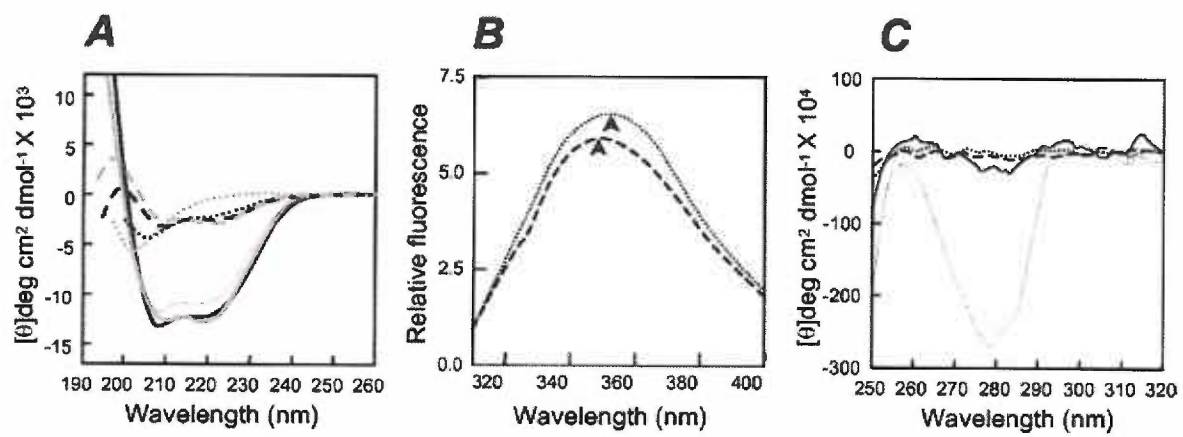 A
B
C
[θ]deg cm² dmol⁻¹ X 10³
10
5
0
-5
-10
-15
190 200 210 220 230 240 250 260
Wavelength (nm)
Relative fluorescence
7.5
5.0
2.5
0.0
320 340 360 380 400
Wavelength (nm)
[θ]deg cm² dmol⁻¹ X 10⁴
100
0
-100
-200
-300
250 260 270 280 290 300 310 320
Wavelength (nm)